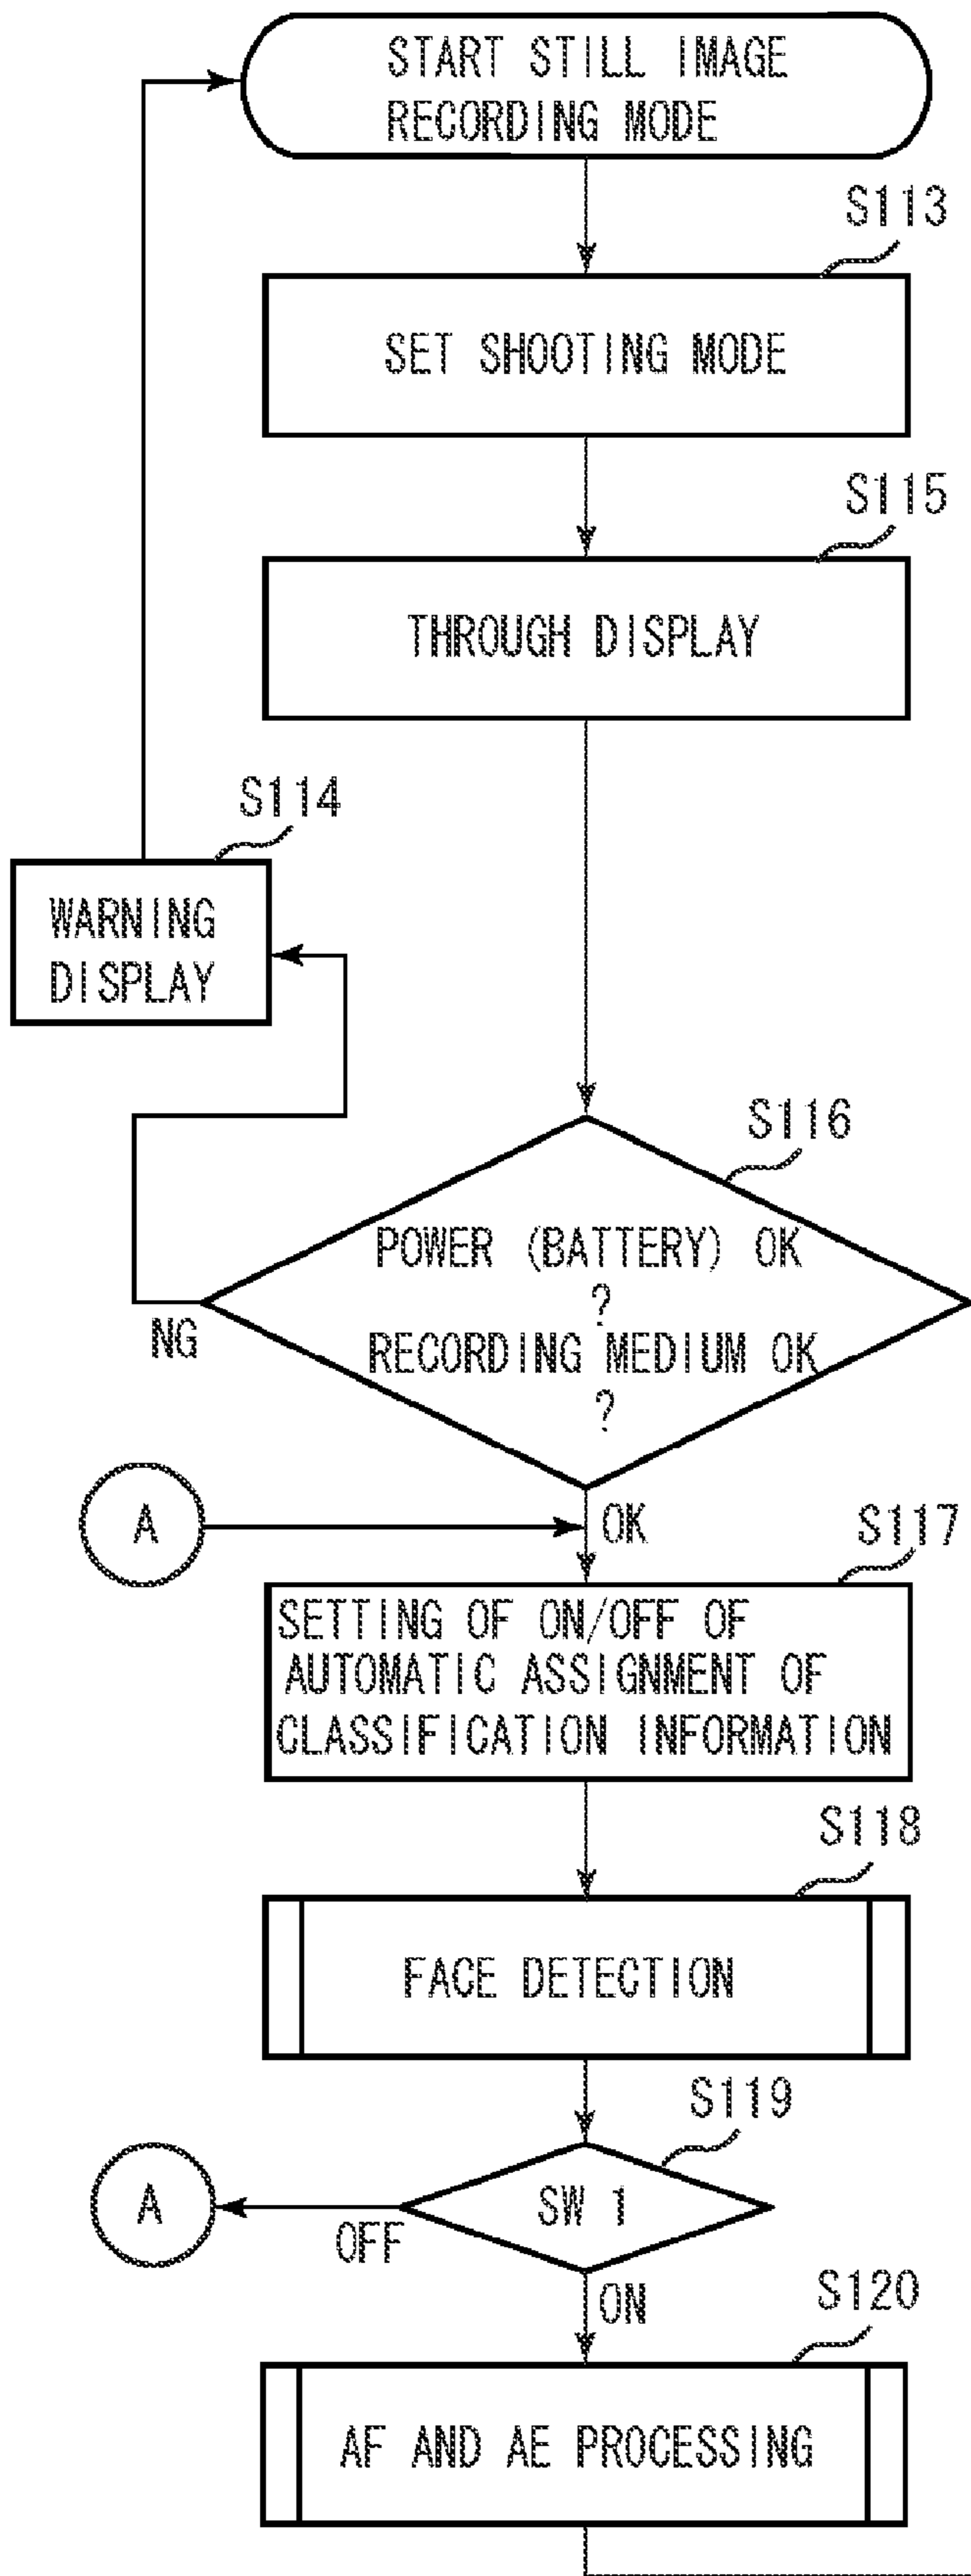 START STILL IMAGE
RECORDING MODE
S113
SET SHOOTING MODE
S115
THROUGH DISPLAY
S114
WARNING
DISPLAY
S116
POWER (BATTERY) OK
?
RECORDING MEDIUM OK
?
NG
A
OK
S117
SETTING OF ON/OFF OF
AUTOMATIC ASSIGNMENT OF
CLASSIFICATION INFORMATION
S118
FACE DETECTION
S119
A
SW 1
OFF
ON
S120
AF AND AE PROCESSING